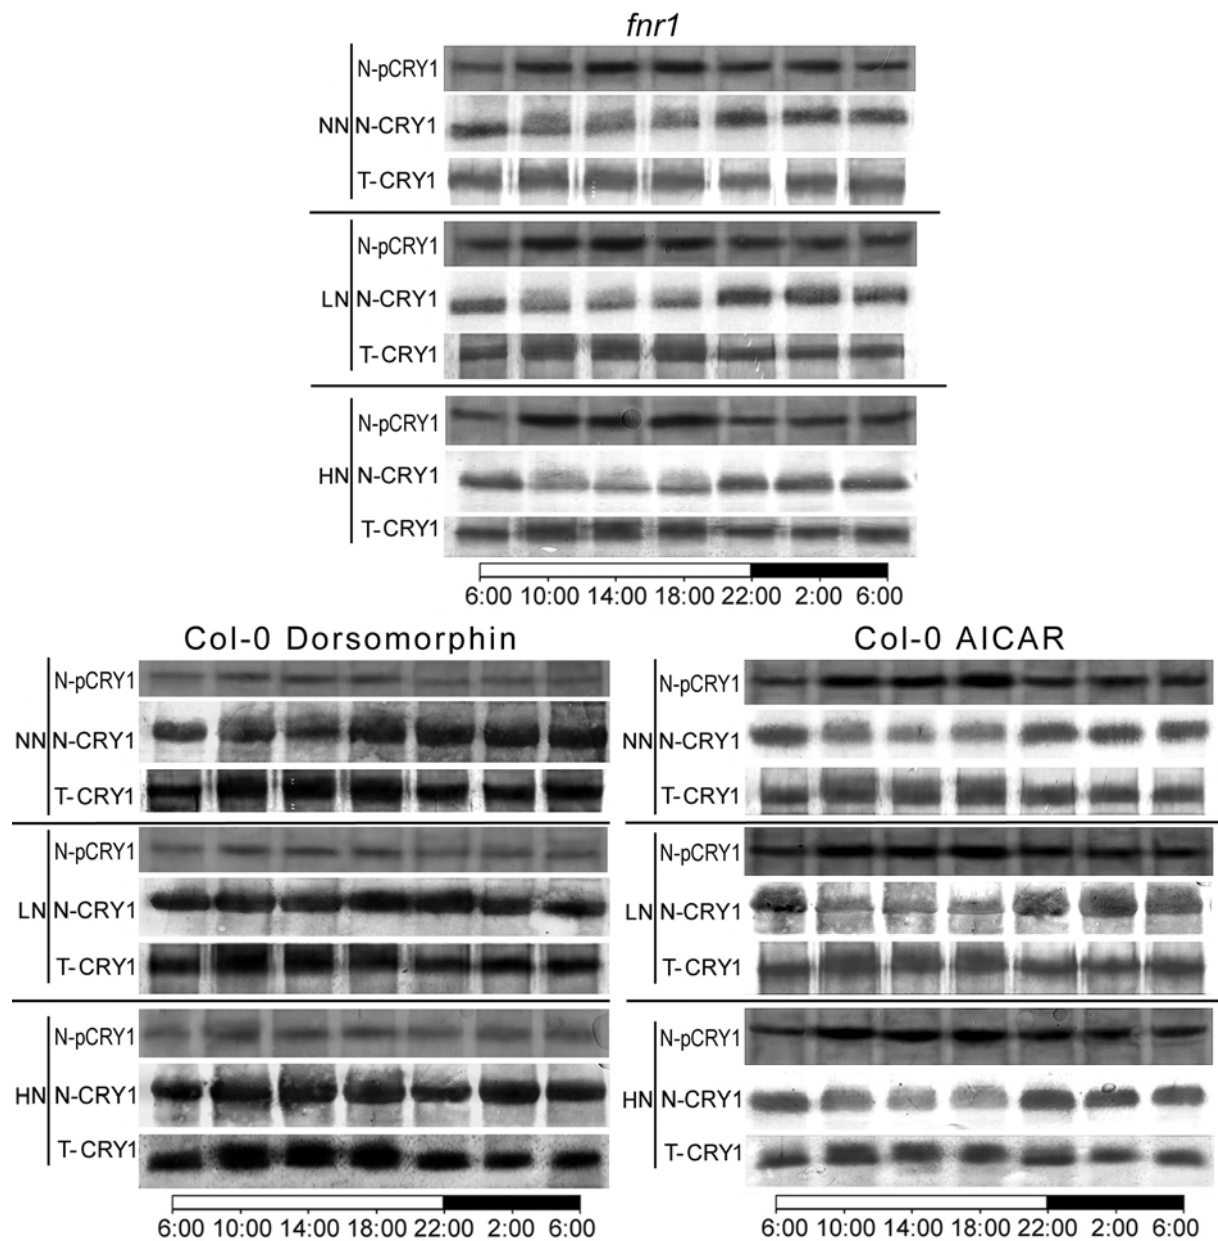 fnr1
N-pCRY1
NN N-CRY1
T-CRY1
N-pCRY1
LN N-CRY1
T-CRY1
N-pCRY1
HN N-CRY1
T-CRY1
6:00 10:00 14:00 18:00 22:00 2:00 6:00
Col-0 Dorsomorphin
N-pCRY1
NN N-CRY1
T-CRY1
N-pCRY1
LN N-CRY1
T-CRY1
N-pCRY1
HN N-CRY1
T-CRY1
6:00 10:00 14:00 18:00 22:00 2:00 6:00
Col-0 AICAR
N-pCRY1
NN N-CRY1
T-CRY1
N-pCRY1
LN N-CRY1
T-CRY1
N-pCRY1
HN N-CRY1
T-CRY1
6:00 10:00 14:00 18:00 22:00 2:00 6:00